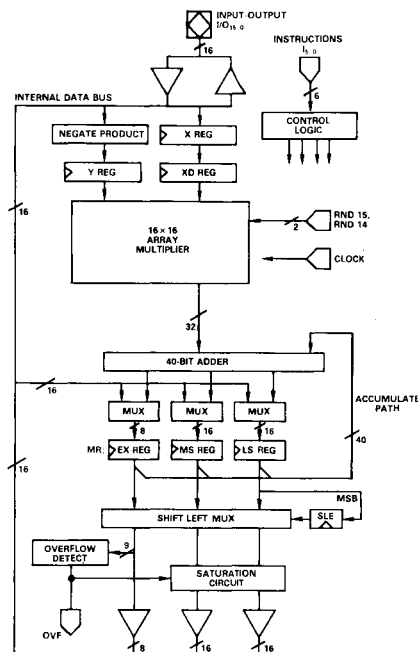 INPUT-OUTPUT
I/O15-0
16
INSTRUCTIONS
I5-0
6
INTERNAL DATA BUS
NEGATE PRODUCT
X REG
CONTROL
LOGIC
Y REG
XD REG
16
16 × 16
ARRAY
MULTIPLIER
2
RND 15,
RND 14
CLOCK
32
40-BIT ADDER
16
ACCUMULATE
PATH
MUX
MUX
MUX
8
16
16
40
MR:
EX REG
MS REG
LS REG
16
MSB
SHIFT LEFT MUX
SLE
OVERFLOW
DETECT
9
SATURATION
CIRCUIT
OVF
8
16
16